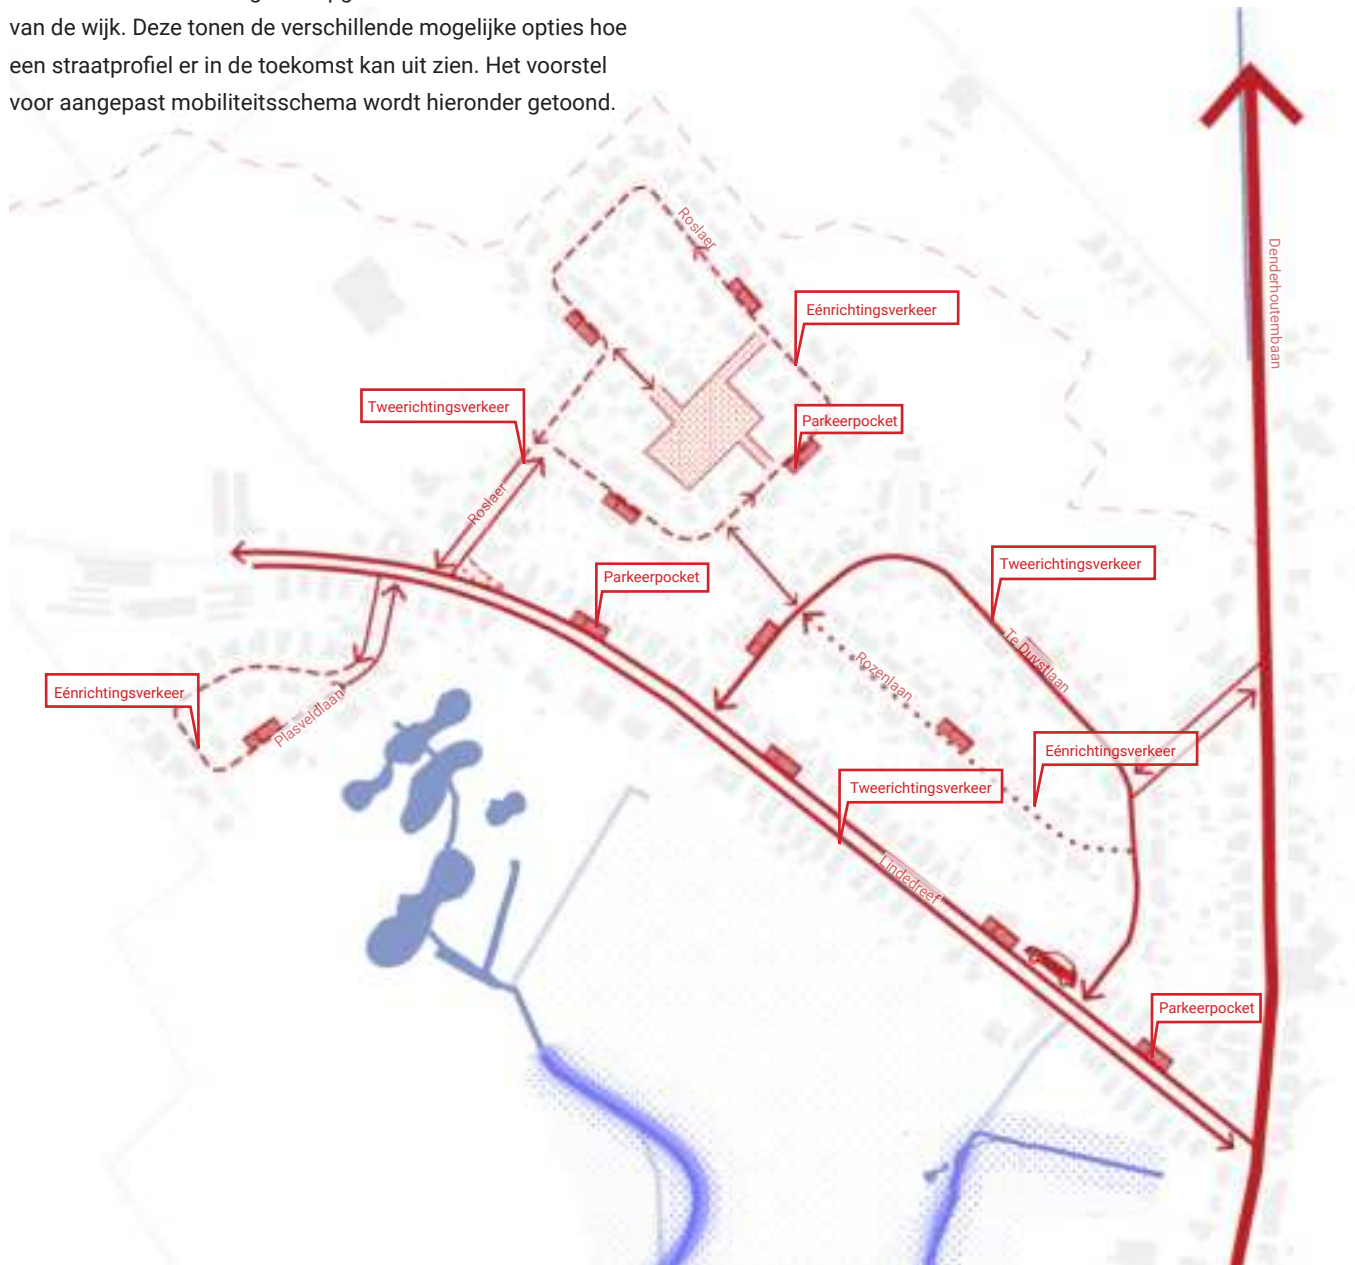 van de wijk. Deze tonen de verschillende mogelijke opties hoe
een straatprofiel er in de toekomst kan uit zien. Het voorstel
voor aangepast mobiliteitsschema wordt hieronder getoond.
Roslaer
Denderhoutembaan
Eénrichtingsverkeer
Tweerichtingsverkeer
Parkeerpocket
Roslaer
Tweerichtingsverkeer
Parkeerpocket
Te Duvstlaan
Rozenlaan
Eénrichtingsverkeer
Plasveldlaan
Eénrichtingsverkeer
Tweerichtingsverkeer
Lindedreef
Parkeerpocket